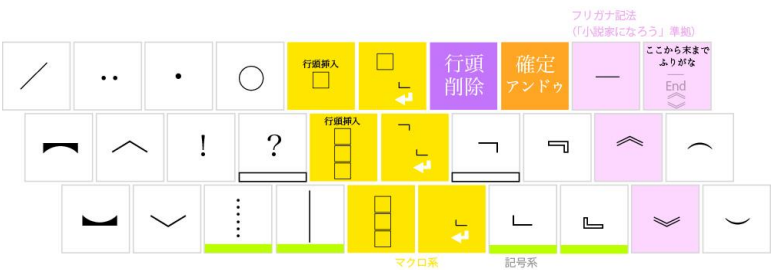 フリガナ記法
(「小説家になろう」準拠)
／
‥
・
○
行頭挿入
□
□
﹂
行頭
削除
確定
アンドゥ
―
ここから末まで
ふりがな
―
End
︽
︾
︻
︿
!
?
行頭挿入
□
□
□
﹁
﹂
﹁
﹃
︽
︵
︼
﹀
︙
｜
□
□
□
﹂
﹂
﹄
︾
︶
マクロ系
記号系